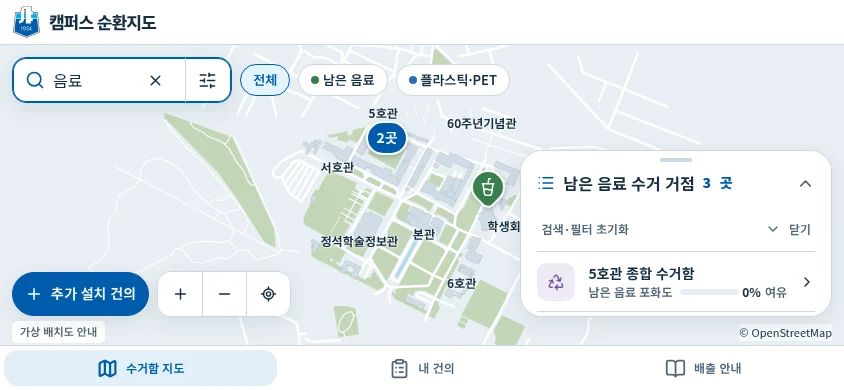 1954
캠퍼스 순환지도
음료
전체
남은 음료
플라스틱·PET
5호관
2곳
60주년기념관
서호관
학생회
정석학술정보관
본관
6호관
남은 음료 수거 거점 3 곳
검색·필터 초기화
닫기
5호관 종합 수거함
남은 음료 포화도 0% 여유
추가 설치 건의
가상 배치도 안내
© OpenStreetMap
수거함 지도
내 건의
배출 안내